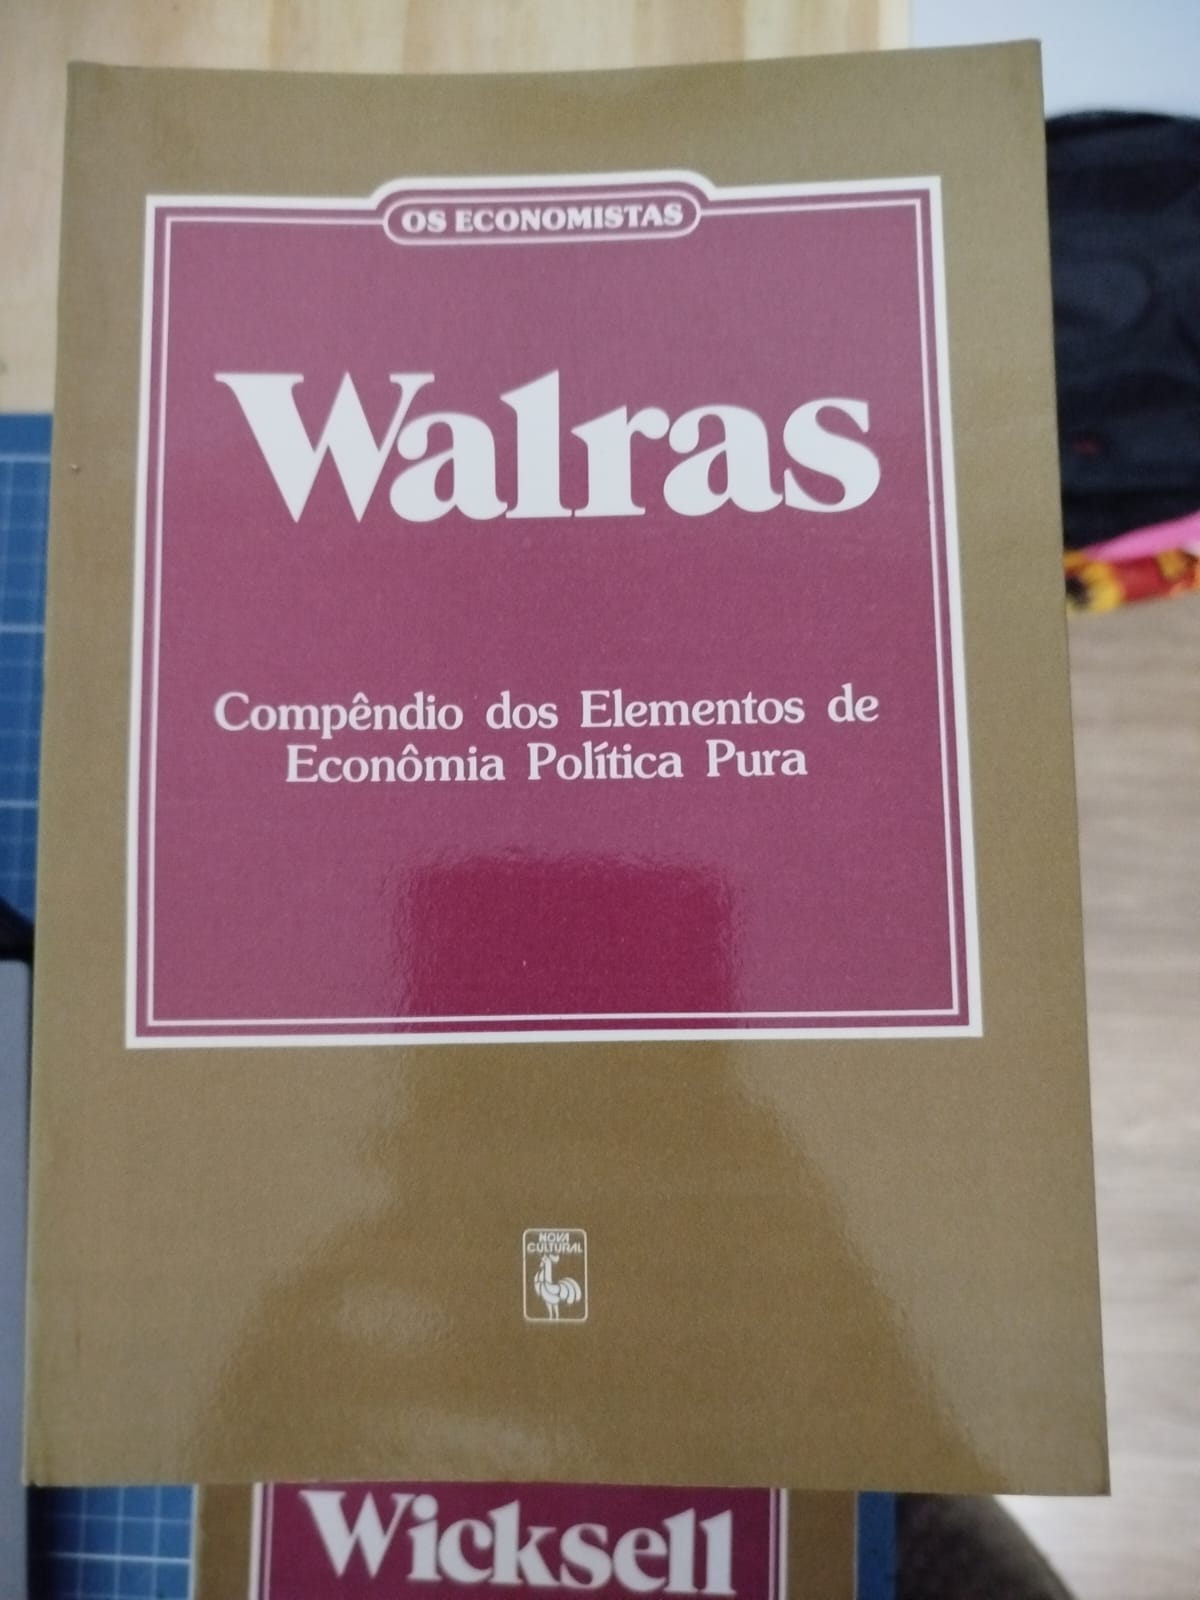 OS ECONOMISTAS
Walras
Compêndio dos Elementos de
Econômia Política Pura
NOVA
CULTURAL
Wicksell